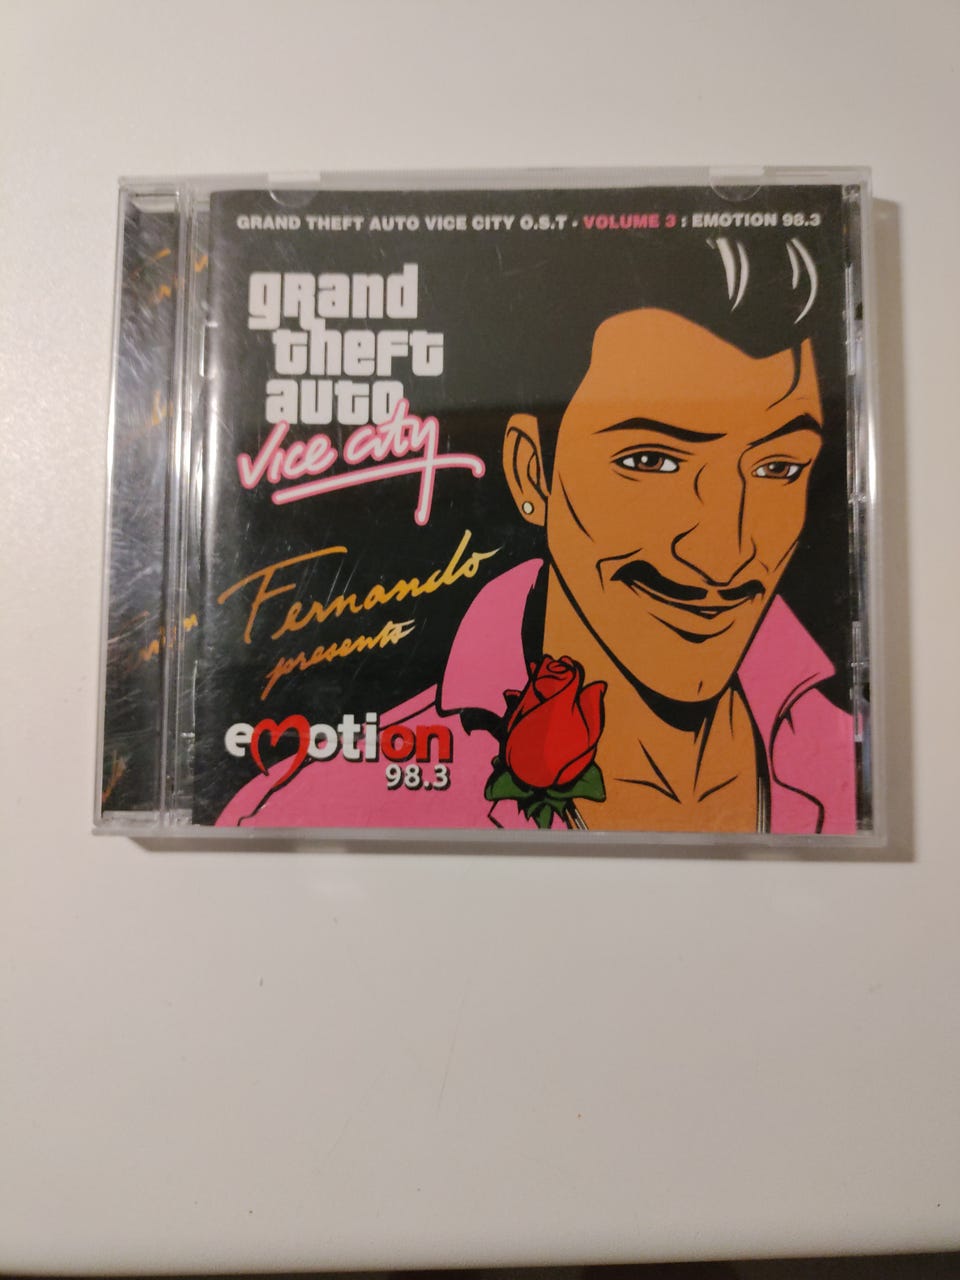 GRAND THEFT AUTO VICE CITY O.S.T - VOLUME 3 : EMOTION 98.3
grand
theft
auto
Vice City
Fernando
presents
emotion
98.3